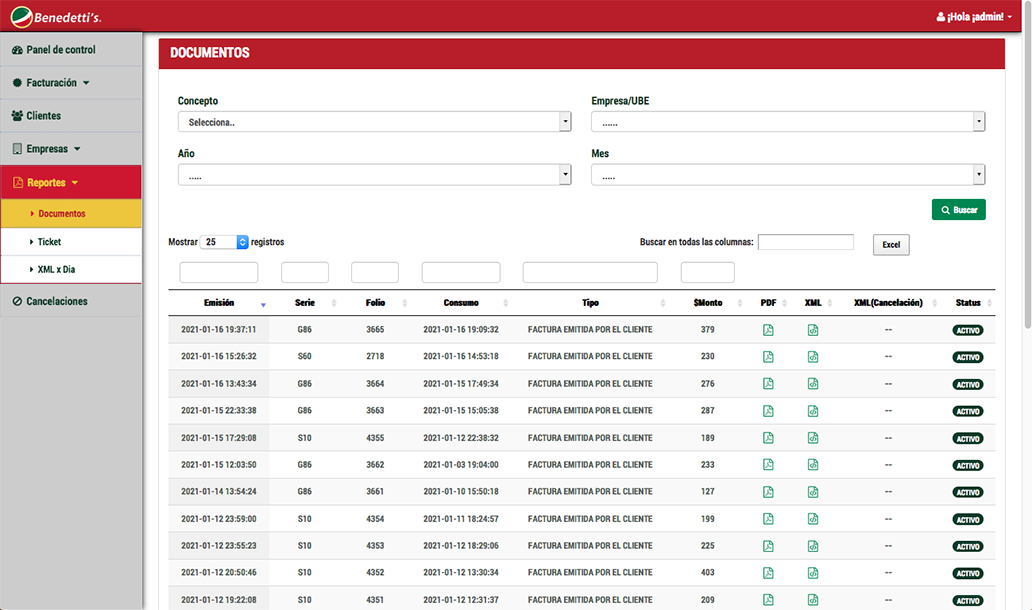 Benedetti's.
¡Hola ¡admin!
Panel de control
Facturación
Clientes
Empresas
Reportes
Documentos
Ticket
XML x Dia
Cancelaciones
DOCUMENTOS
Concepto
Empresa/UBE
Selecciona..
......
Año
Mes
.....
.....
Buscar
Mostrar 25 registros
Buscar en todas las columnas:
Excel
Emisión Serie Folio Consumo Tipo $Monto PDF XML XML(Cancelación) Status
2021-01-16 19:37:11 G86 3665 2021-01-16 19:09:32 FACTURA EMITIDA POR EL CLIENTE 379 -- ACTIVO
2021-01-16 15:26:32 S60 2718 2021-01-16 14:53:18 FACTURA EMITIDA POR EL CLIENTE 230 -- ACTIVO
2021-01-16 13:43:34 G86 3664 2021-01-15 17:49:34 FACTURA EMITIDA POR EL CLIENTE 276 -- ACTIVO
2021-01-15 22:33:38 G86 3663 2021-01-15 15:05:38 FACTURA EMITIDA POR EL CLIENTE 287 -- ACTIVO
2021-01-15 17:29:08 S10 4355 2021-01-12 22:38:32 FACTURA EMITIDA POR EL CLIENTE 189 -- ACTIVO
2021-01-15 12:03:50 G86 3662 2021-01-03 19:04:00 FACTURA EMITIDA POR EL CLIENTE 233 -- ACTIVO
2021-01-14 13:54:24 G86 3661 2021-01-10 15:50:18 FACTURA EMITIDA POR EL CLIENTE 127 -- ACTIVO
2021-01-12 23:59:00 S10 4354 2021-01-11 18:24:57 FACTURA EMITIDA POR EL CLIENTE 199 -- ACTIVO
2021-01-12 23:55:23 S10 4353 2021-01-12 18:29:06 FACTURA EMITIDA POR EL CLIENTE 225 -- ACTIVO
2021-01-12 20:50:46 S10 4352 2021-01-12 13:30:34 FACTURA EMITIDA POR EL CLIENTE 403 -- ACTIVO
2021-01-12 19:22:08 S10 4351 2021-01-12 12:31:37 FACTURA EMITIDA POR EL CLIENTE 209 -- ACTIVO